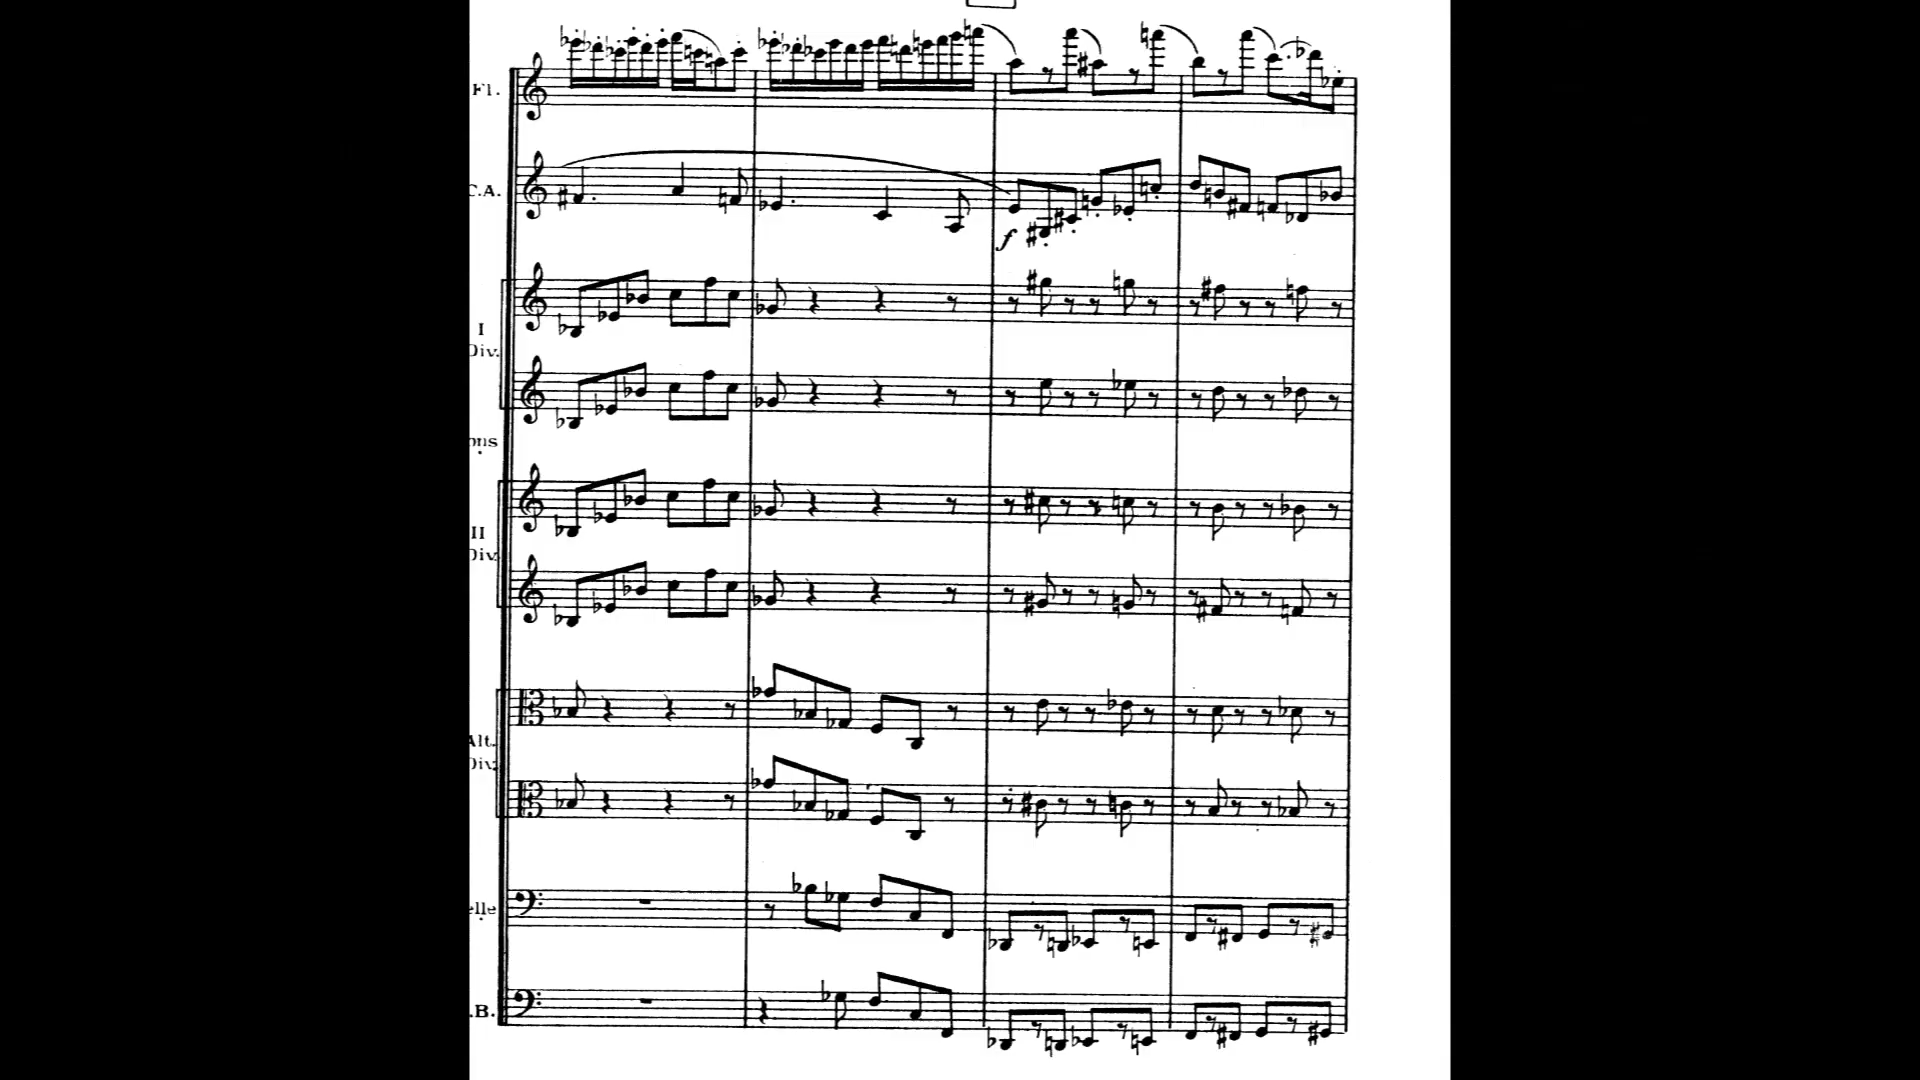 Fl.
C.A.
f
I
Div.
ons
II
Div.
Alt.
Div.
elle
.B.